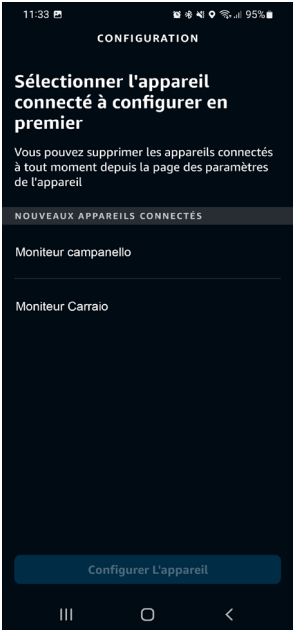 11:33 95%
CONFIGURATION
Sélectionner l'appareil
connecté à configurer en
premier
Vous pouvez supprimer les appareils connectés
à tout moment depuis la page des paramètres
de l'appareil
NOUVEAUX APPAREILS CONNECTÉS
Moniteur campanello
Moniteur Carraio
Configurer L'appareil